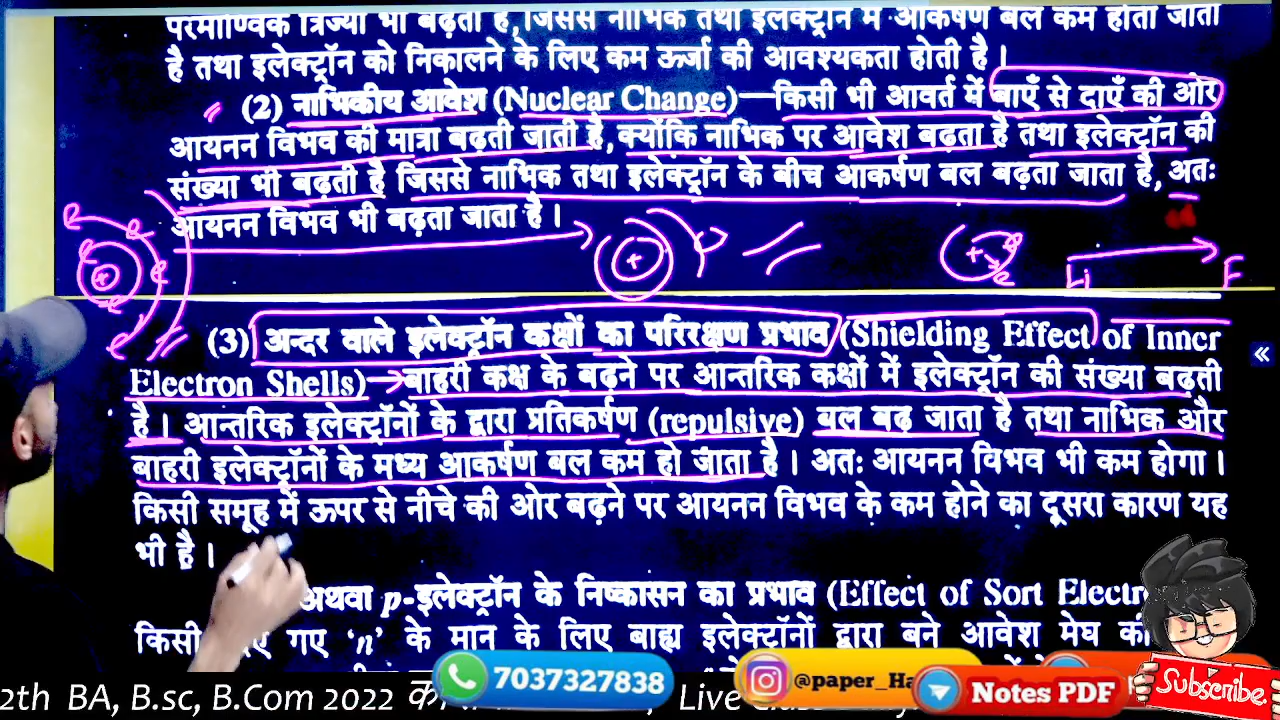 परमाण्विक त्रिज्या भी बढ़ती है, जिससे नाभिक तथा इलेक्ट्रॉन में आकर्षण बल कम होता जाता
है तथा इलेक्ट्रॉन को निकालने के लिए कम ऊर्जा की आवश्यकता होती है।
(2) नाभिकीय आवेश (Nuclear Change)—किसी भी आवर्त में बाएँ से दाएँ की ओर
आयनन विभव की मात्रा बढ़ती जाती है, क्योंकि नाभिक पर आवेश बढ़ता है तथा इलेक्ट्रॉन की
संख्या भी बढ़ती है जिससे नाभिक तथा इलेक्ट्रॉन के बीच आकर्षण बल बढ़ता जाता है, अतः
आयनन विभव भी बढ़ता जाता है।
Li F
(3) अन्दर वाले इलेक्ट्रॉन कक्षों का परिरक्षण प्रभाव (Shielding Effect of Inner
Electron Shells)—बाहरी कक्ष के बढ़ने पर आन्तरिक कक्षों में इलेक्ट्रॉन की संख्या बढ़ती
है। आन्तरिक इलेक्ट्रॉनों के द्वारा प्रतिकर्षण (repulsive) बल बढ़ जाता है तथा नाभिक और
बाहरी इलेक्ट्रॉनों के मध्य आकर्षण बल कम हो जाता है। अतः आयनन विभव भी कम होगा।
किसी समूह में ऊपर से नीचे की ओर बढ़ने पर आयनन विभव के कम होने का दूसरा कारण यह
भी है।
अथवा p-इलेक्ट्रॉन के निष्कासन का प्रभाव (Effect of Sort Electr
किसी गए 'n' के मान के लिए बाह्य इलेक्ट्रॉनों द्वारा बने आवेश मेघ की
7037327838 @paper_Ha Notes PDF Subscribe
2th BA, B.sc, B.Com 2022 Live